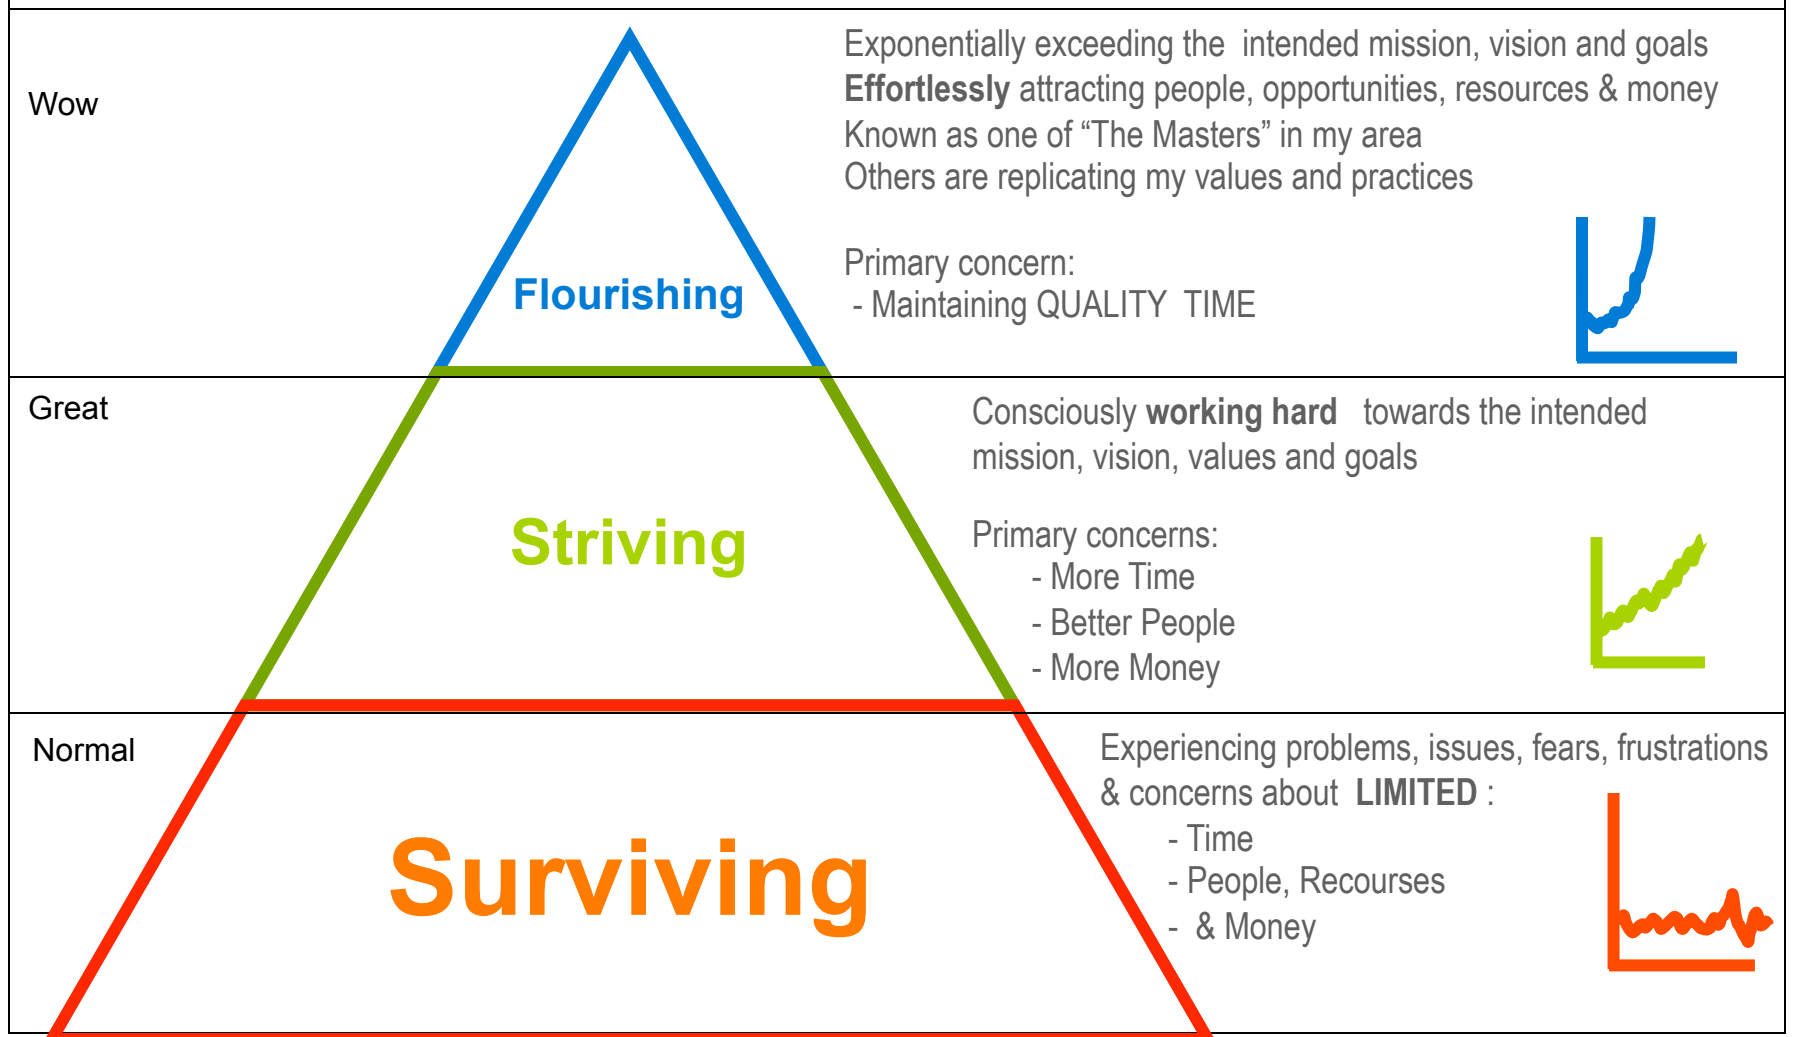 Wow
Exponentially exceeding the intended mission, vision and goals
Effortlessly attracting people, opportunities, resources & money
Known as one of “The Masters” in my area
Others are replicating my values and practices
Primary concern:
- Maintaining QUALITY TIME
Flourishing
Great
Consciously working hard towards the intended
mission, vision, values and goals
Primary concerns:
- More Time
- Better People
- More Money
Striving
Normal
Experiencing problems, issues, fears, frustrations
& concerns about LIMITED :
- Time
- People, Recourses
- & Money
Surviving